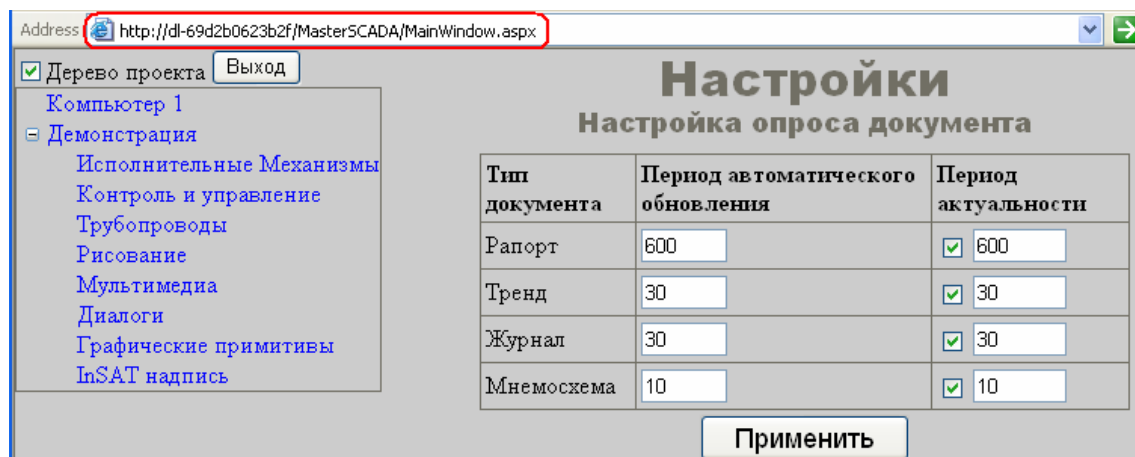 Address http://dl-69d2b0623b2f/MasterSCADA/MainWindow.aspx
Дерево проекта Выход
Компьютер 1
Демонстрация
Исполнительные Механизмы
Контроль и управление
Трубопроводы
Рисование
Мультимедиа
Диалоги
Графические примитивы
InSAT надпись
Настройки
Настройка опроса документа
Тип документа Период автоматического обновления Период актуальности
Рапорт 600 600
Тренд 30 30
Журнал 30 30
Мнемосхема 10 10
Применить